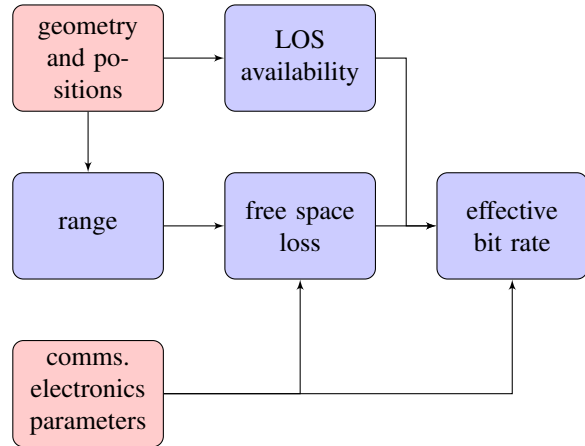 geometry
and po-
sitions
LOS
availability
range
free space
loss
effective
bit rate
comms.
electronics
parameters